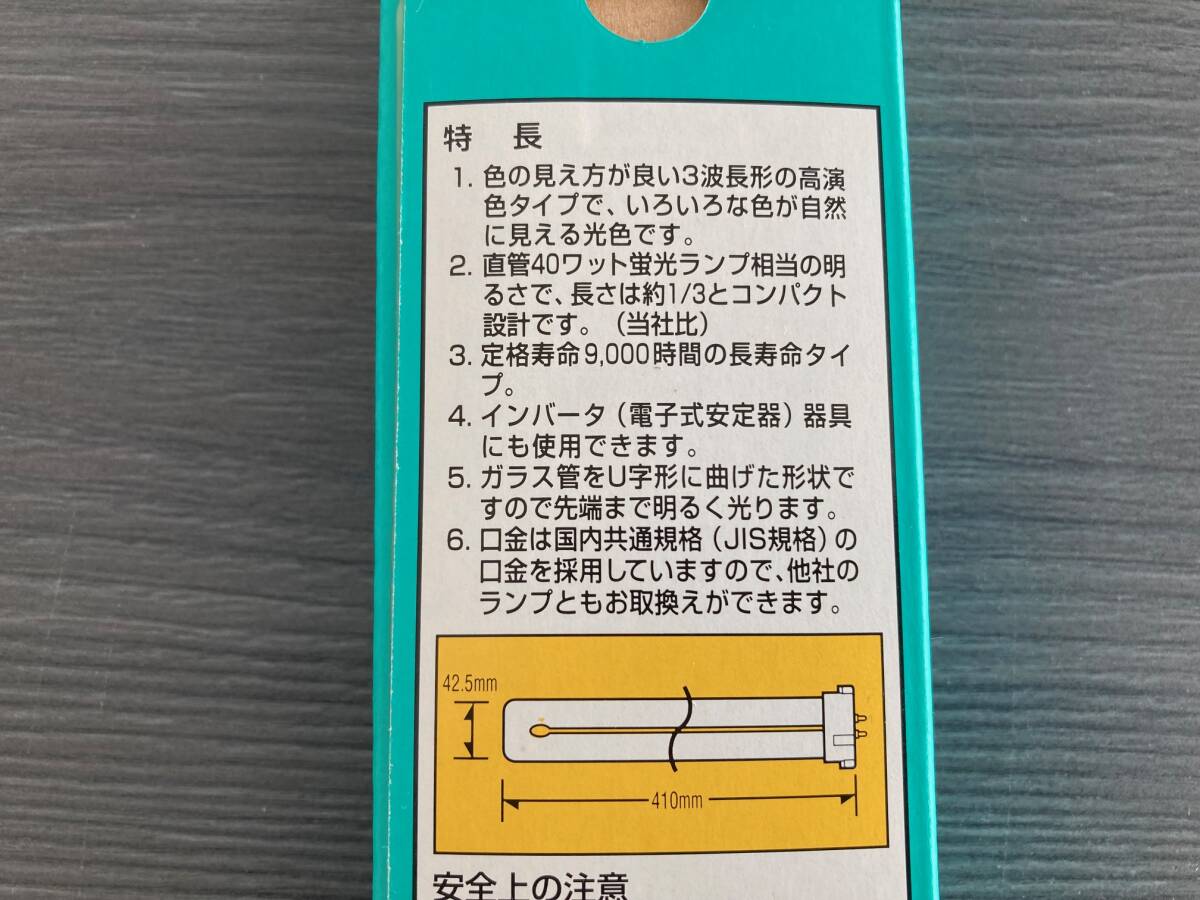 特 長
1. 色の見え方が良い3波長形の高演
色タイプで、いろいろな色が自然
に見える光色です。
2. 直管40ワット蛍光ランプ相当の明
るさで、長さは約1/3とコンパクト
設計です。（当社比）
3. 定格寿命9,000時間の長寿命タイ
プ。
4. インバータ（電子式安定器）器具
にも使用できます。
5. ガラス管をU字形に曲げた形状で
すので先端まで明るく光ります。
6. 口金は国内共通規格（JIS規格）の
口金を採用していますので、他社の
ランプともお取換えができます。
42.5mm
410mm
安全上の注意